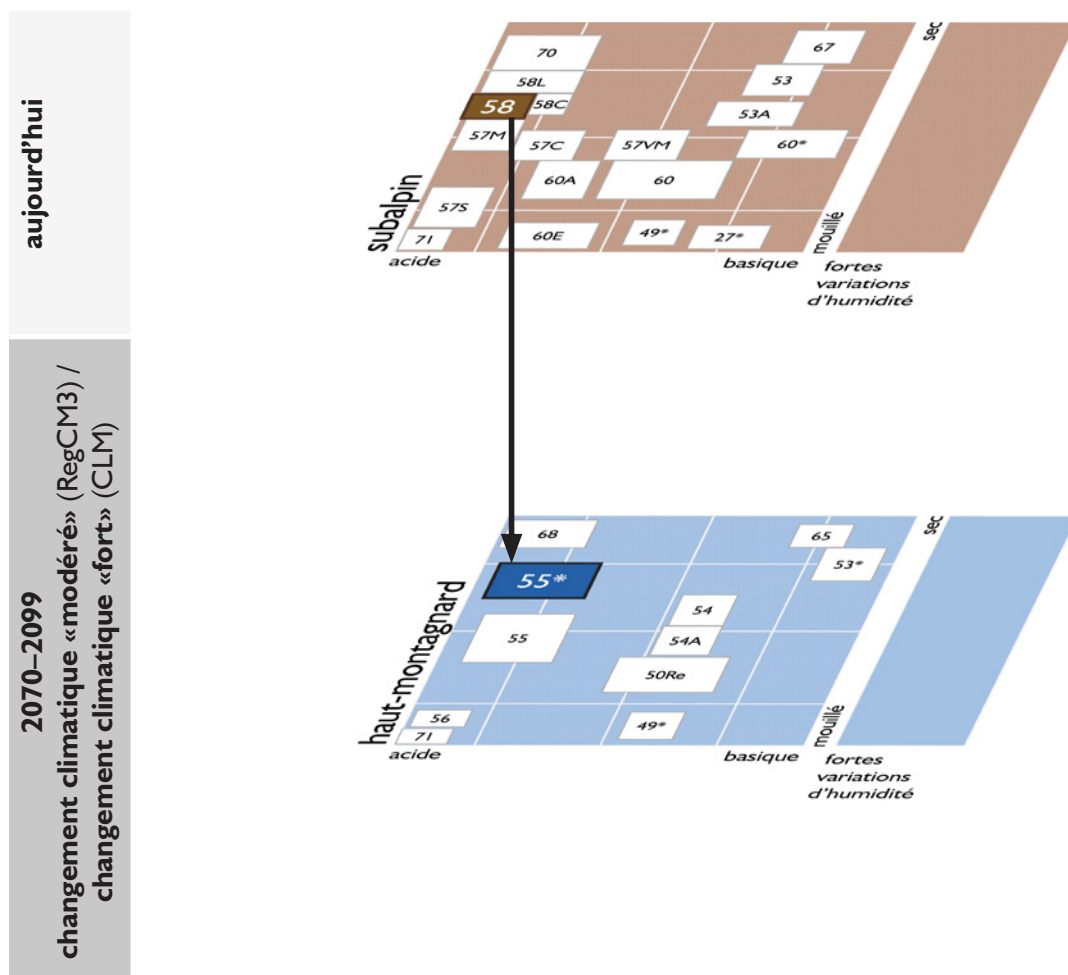 aujourd'hui
sec
70
67
58L
53
58
58C
53A
57M
57C
57VM
60*
60A
60
57S
71
60E
49*
27*
mouillé
subalpin
acide
basique
fortes
variations
d'humidité
2070–2099
changement climatique «modéré» (RegCM3) /
changement climatique «fort» (CLM)
sec
68
65
55*
53*
54
55
54A
50Re
56
71
49*
mouillé
haut-montagnard
acide
basique
fortes
variations
d'humidité